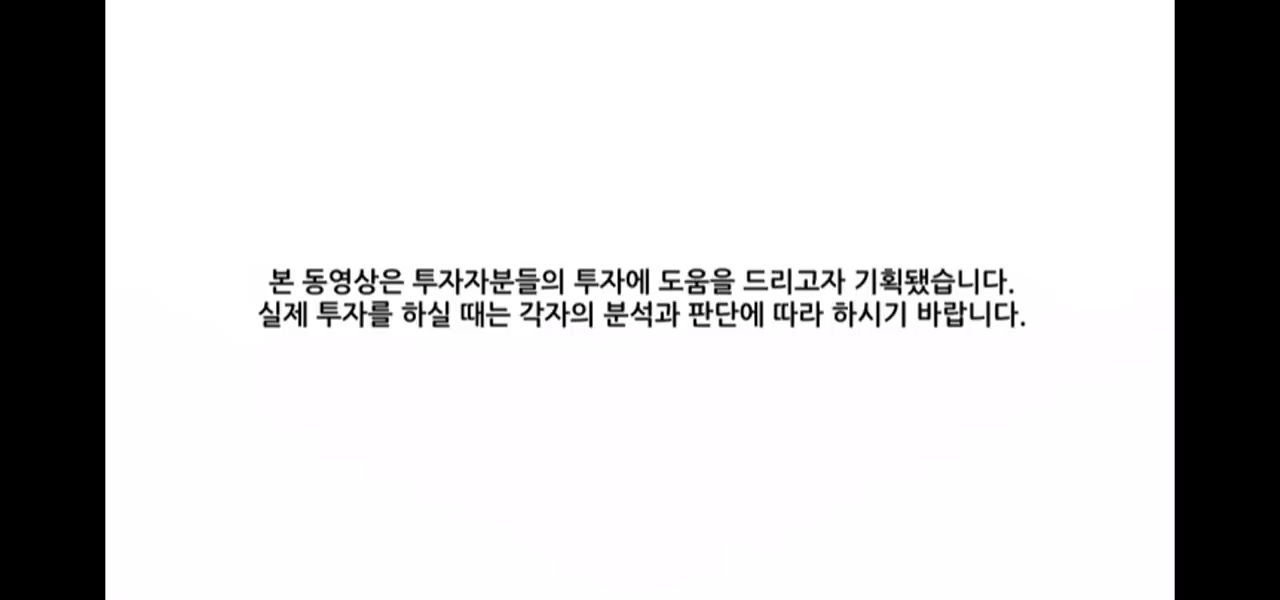 본 동영상은 투자자분들의 투자에 도움을 드리고자 기획됐습니다.
실제 투자를 하실 때는 각자의 분석과 판단에 따라 하시기 바랍니다.